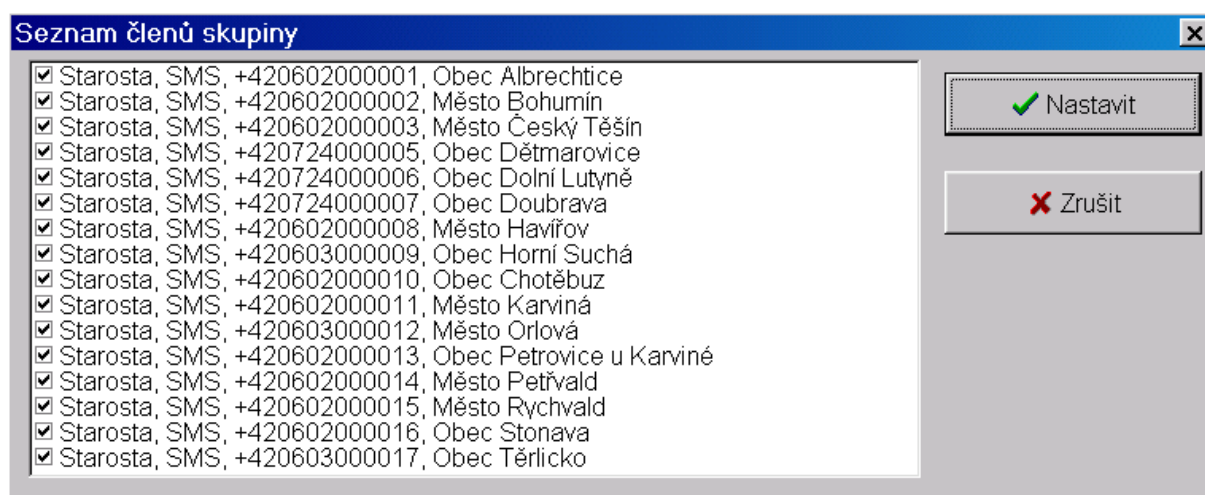 Seznam členů skupiny
Starosta, SMS, +420602000001, Obec Albrechtice
Starosta, SMS, +420602000002, Město Bohumín
Starosta, SMS, +420602000003, Město Český Těšín
Starosta, SMS, +420724000005, Obec Dětmarovice
Starosta, SMS, +420724000006, Obec Dolní Lutyně
Starosta, SMS, +420724000007, Obec Doubrava
Starosta, SMS, +420602000008, Město Havířov
Starosta, SMS, +420603000009, Obec Horní Suchá
Starosta, SMS, +420602000010, Obec Chotěbuz
Starosta, SMS, +420602000011, Město Karviná
Starosta, SMS, +420603000012, Město Orlová
Starosta, SMS, +420602000013, Obec Petrovice u Karviné
Starosta, SMS, +420602000014, Město Petřvald
Starosta, SMS, +420602000015, Město Rychvald
Starosta, SMS, +420602000016, Obec Stonava
Starosta, SMS, +420603000017, Obec Těrlicko
Nastavit
Zrušit